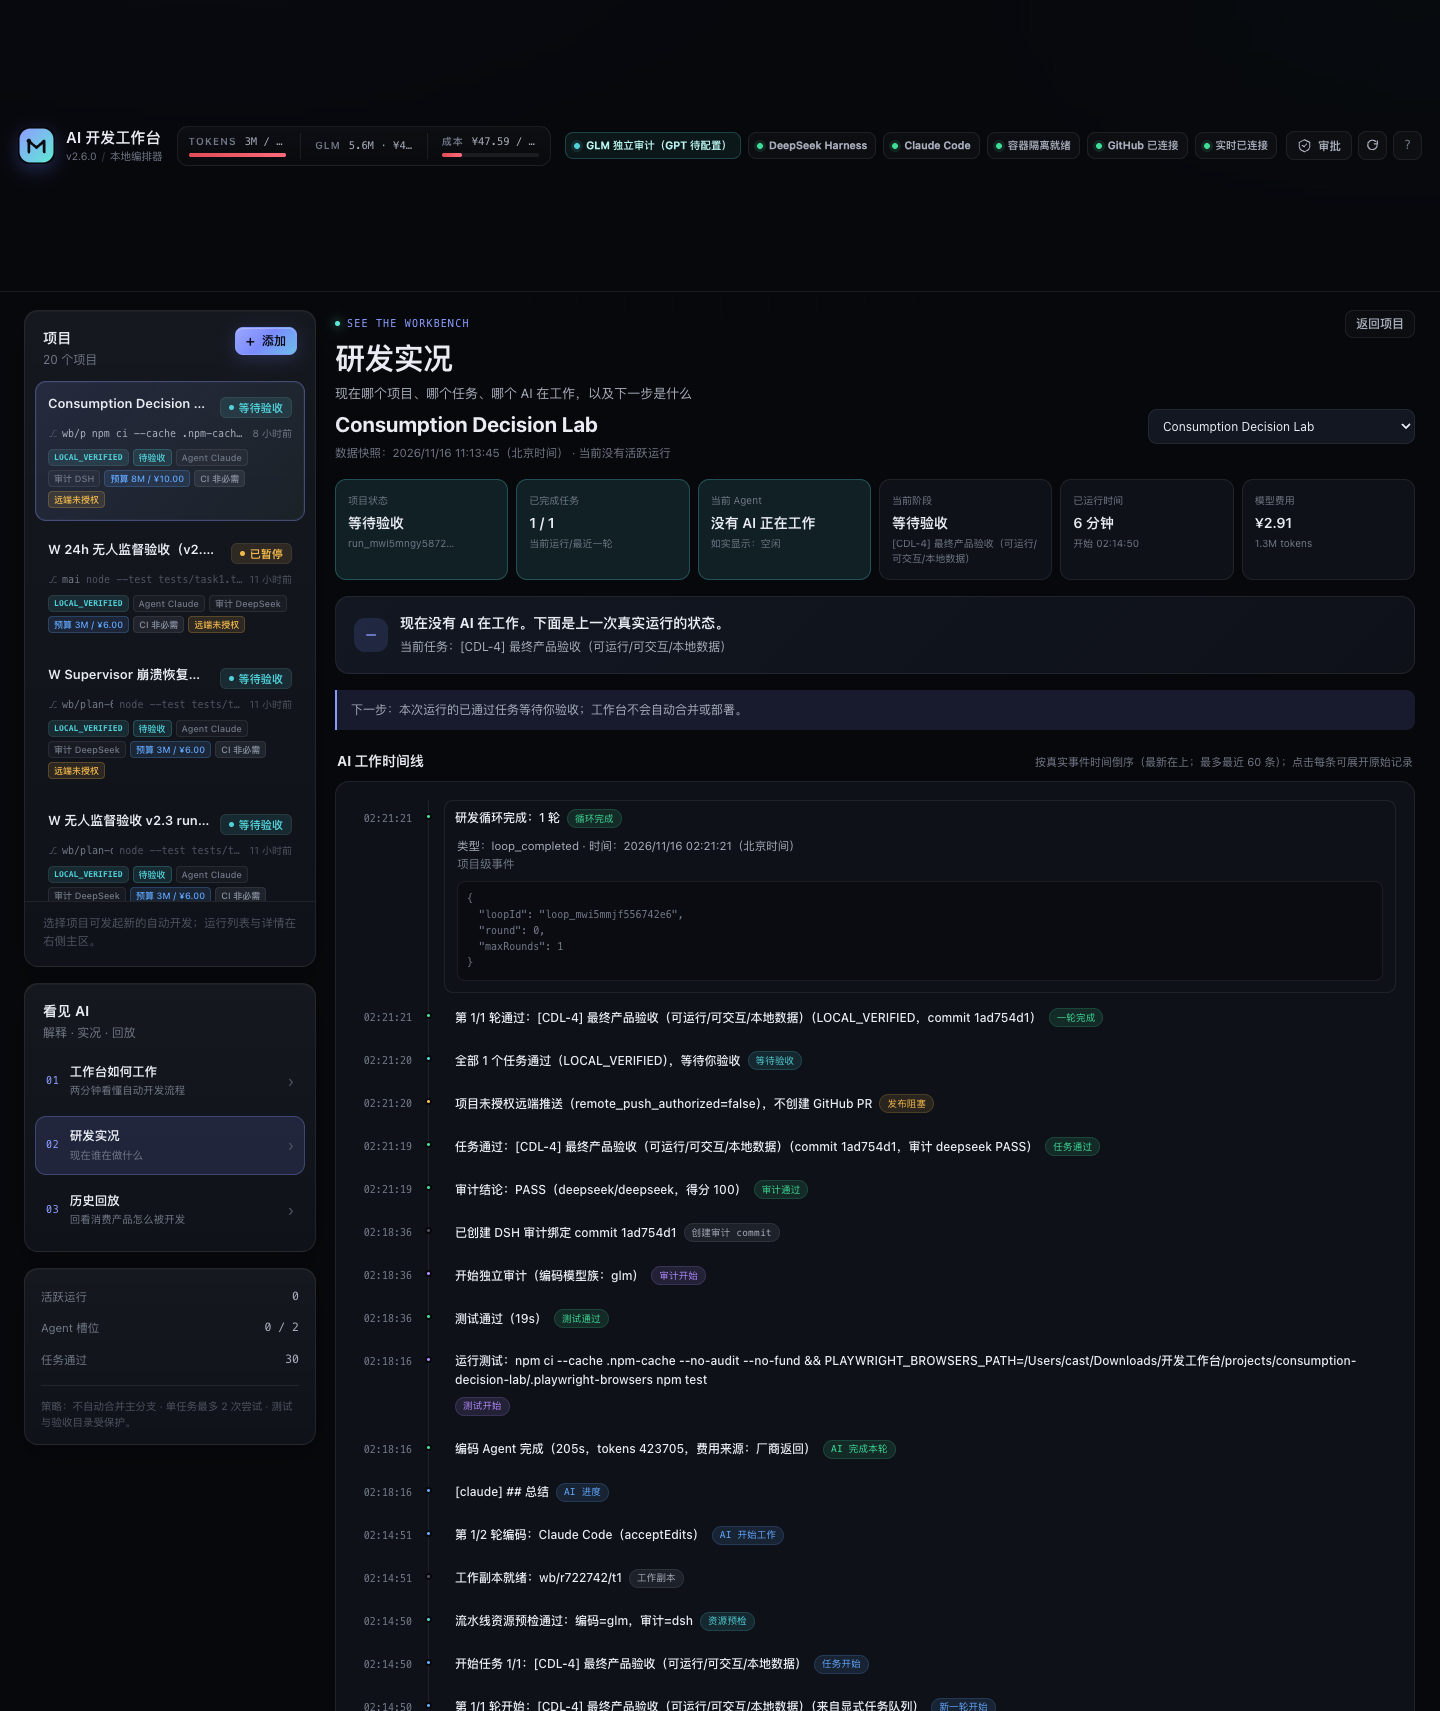 AI 开发工作台
v2.6.0 / 本地编排器
TOKENS 3M / …
GLM 5.6M · ¥4…
成本 ¥47.59 / …
GLM 独立审计（GPT 待配置）
DeepSeek Harness
Claude Code
容器隔离就绪
GitHub 已连接
实时已连接
审批
?
项目
20 个项目
+ 添加
Consumption Decision ...
等待验收
wb/p npm ci --cache .npm-cach… 8 小时前
LOCAL_VERIFIED 待验收 Agent Claude
审计 DSH 预算 8M / ¥10.00 CI 非必需
远端未授权
W 24h 无人监督验收（v2....
已暂停
mai node --test tests/task1.t… 11 小时前
LOCAL_VERIFIED Agent Claude 审计 DeepSeek
预算 3M / ¥6.00 CI 非必需 远端未授权
W Supervisor 崩溃恢复...
等待验收
wb/plan- node --test tests/t… 11 小时前
LOCAL_VERIFIED 待验收 Agent Claude
审计 DeepSeek 预算 3M / ¥6.00 CI 非必需
远端未授权
W 无人监督验收 v2.3 run...
等待验收
wb/plan- node --test tests/t… 11 小时前
LOCAL_VERIFIED 待验收 Agent Claude
审计 DeepSeek 预算 3M / ¥6.00 CI 非必需
选择项目可发起新的自动开发；运行列表与详情在
右侧主区。
看见 AI
解释 · 实况 · 回放
01 工作台如何工作
两分钟看懂自动开发流程
02 研发实况
现在谁在做什么
03 历史回放
回看消费产品怎么被开发
活跃运行 0
Agent 槽位 0 / 2
任务通过 30
策略：不自动合并主分支 · 单任务最多 2 次尝试 · 测试
与验收目录受保护。
SEE THE WORKBENCH
返回项目
研发实况
现在哪个项目、哪个任务、哪个 AI 在工作，以及下一步是什么
Consumption Decision Lab
Consumption Decision Lab
数据快照：2026/11/16 11:13:45（北京时间） · 当前没有活跃运行
项目状态
等待验收
run_mwi5mngy5872…
已完成任务
1 / 1
当前运行/最近一轮
当前 Agent
没有 AI 正在工作
如实显示：空闲
当前阶段
等待验收
[CDL-4] 最终产品验收（可运行/
可交互/本地数据）
已运行时间
6 分钟
开始 02:14:50
模型费用
¥2.91
1.3M tokens
现在没有 AI 在工作。下面是上一次真实运行的状态。
当前任务：[CDL-4] 最终产品验收（可运行/可交互/本地数据）
下一步：本次运行的已通过任务等待你验收；工作台不会自动合并或部署。
AI 工作时间线
按真实事件时间倒序（最新在上；最多最近 60 条）；点击每条可展开原始记录
02:21:21 研发循环完成：1 轮 循环完成
类型：loop_completed · 时间：2026/11/16 02:21:21（北京时间）
项目级事件
{
"loopId": "loop_mwi5mmjf556742e6",
"round": 0,
"maxRounds": 1
}
02:21:21 第 1/1 轮通过：[CDL-4] 最终产品验收（可运行/可交互/本地数据）（LOCAL_VERIFIED，commit 1ad754d1） 一轮完成
02:21:20 全部 1 个任务通过（LOCAL_VERIFIED），等待你验收 等待验收
02:21:20 项目未授权远端推送（remote_push_authorized=false），不创建 GitHub PR 发布阻塞
02:21:19 任务通过：[CDL-4] 最终产品验收（可运行/可交互/本地数据）（commit 1ad754d1，审计 deepseek PASS） 任务通过
02:21:19 审计结论：PASS（deepseek/deepseek，得分 100） 审计通过
02:18:36 已创建 DSH 审计绑定 commit 1ad754d1 创建审计 commit
02:18:36 开始独立审计（编码模型族：glm） 审计开始
02:18:36 测试通过（19s） 测试通过
02:18:16 运行测试：npm ci --cache .npm-cache --no-audit --no-fund && PLAYWRIGHT_BROWSERS_PATH=/Users/cast/Downloads/开发工作台/projects/consumption-
decision-lab/.playwright-browsers npm test
测试开始
02:18:16 编码 Agent 完成（205s，tokens 423705，费用来源：厂商返回） AI 完成本轮
02:18:16 [claude] ## 总结 AI 进度
02:14:51 第 1/2 轮编码：Claude Code（acceptEdits） AI 开始工作
02:14:51 工作副本就绪：wb/r722742/t1 工作副本
02:14:50 流水线资源预检通过：编码=glm，审计=dsh 资源预检
02:14:50 开始任务 1/1：[CDL-4] 最终产品验收（可运行/可交互/本地数据） 任务开始
02:14:50 第 1/1 轮开始：[CDL-4] 最终产品验收（可运行/可交互/本地数据）（来自显式任务队列） 新一轮开始